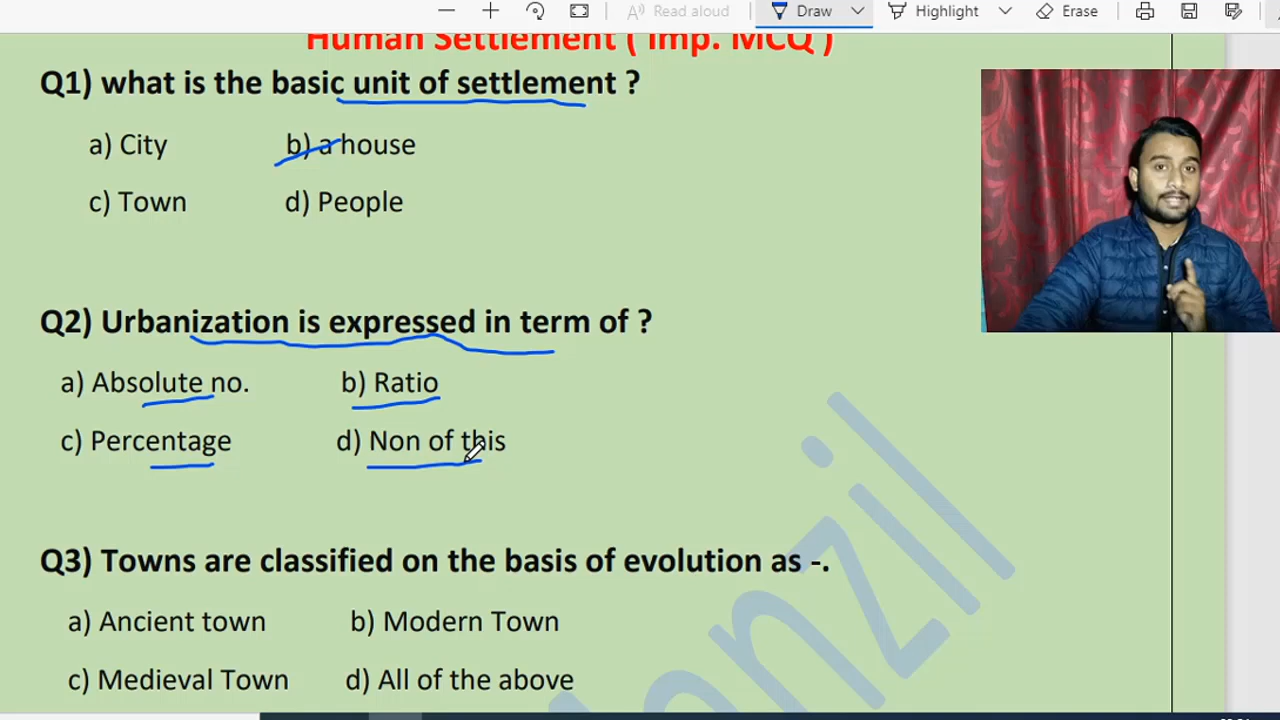 Read aloud Draw Highlight Erase
Human Settlement ( Imp. MCQ )
Q1) what is the basic unit of settlement ?
a) City b) a house
c) Town d) People
Q2) Urbanization is expressed in term of ?
a) Absolute no. b) Ratio
c) Percentage d) Non of this
Q3) Towns are classified on the basis of evolution as -.
a) Ancient town b) Modern Town
c) Medieval Town d) All of the above